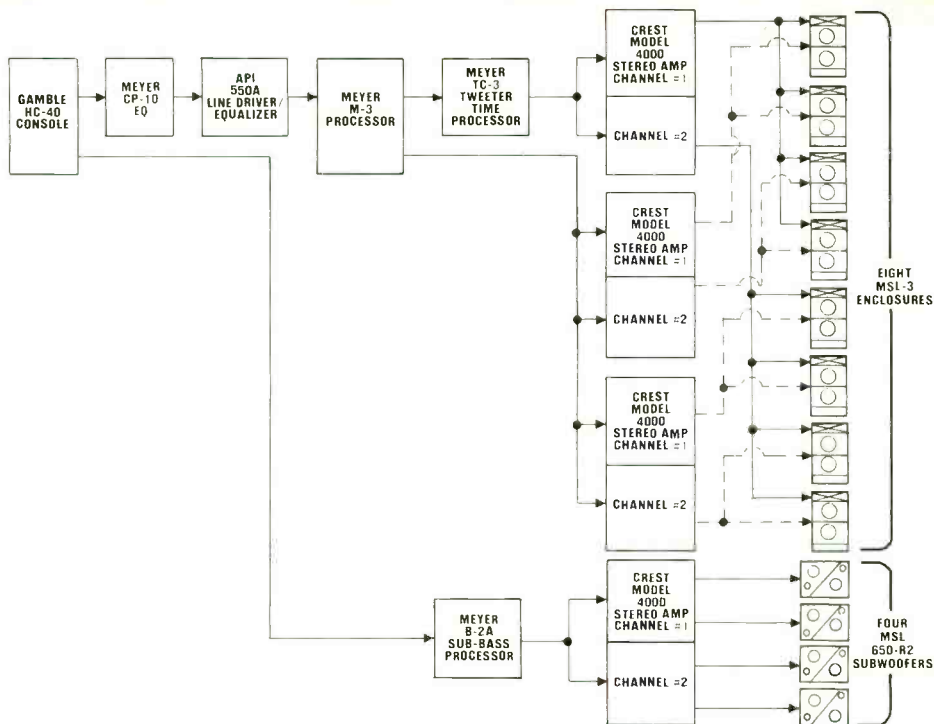 GAMBLE
HC-40
CONSOLE
MEYER
CP-10
EQ
API
550A
LINE DRIVER/
EQUALIZER
MEYER
M-3
PROCESSOR
MEYER
TC-3
TWEETER
TIME
PROCESSOR
CREST
MODEL
4000
STEREO AMP
CHANNEL #1
CHANNEL #2
CREST
MODEL
4000
STEREO AMP
CHANNEL #1
CHANNEL #2
CREST
MODEL
4000
STEREO AMP
CHANNEL #1
CHANNEL #2
EIGHT
MSL-3
ENCLOSURES
MEYER
B-2A
SUB-BASS
PROCESSOR
CREST
MODEL
4000
STEREO AMP
CHANNEL #1
CHANNEL #2
FOUR
MSL
650-R2
SUBWOOFERS